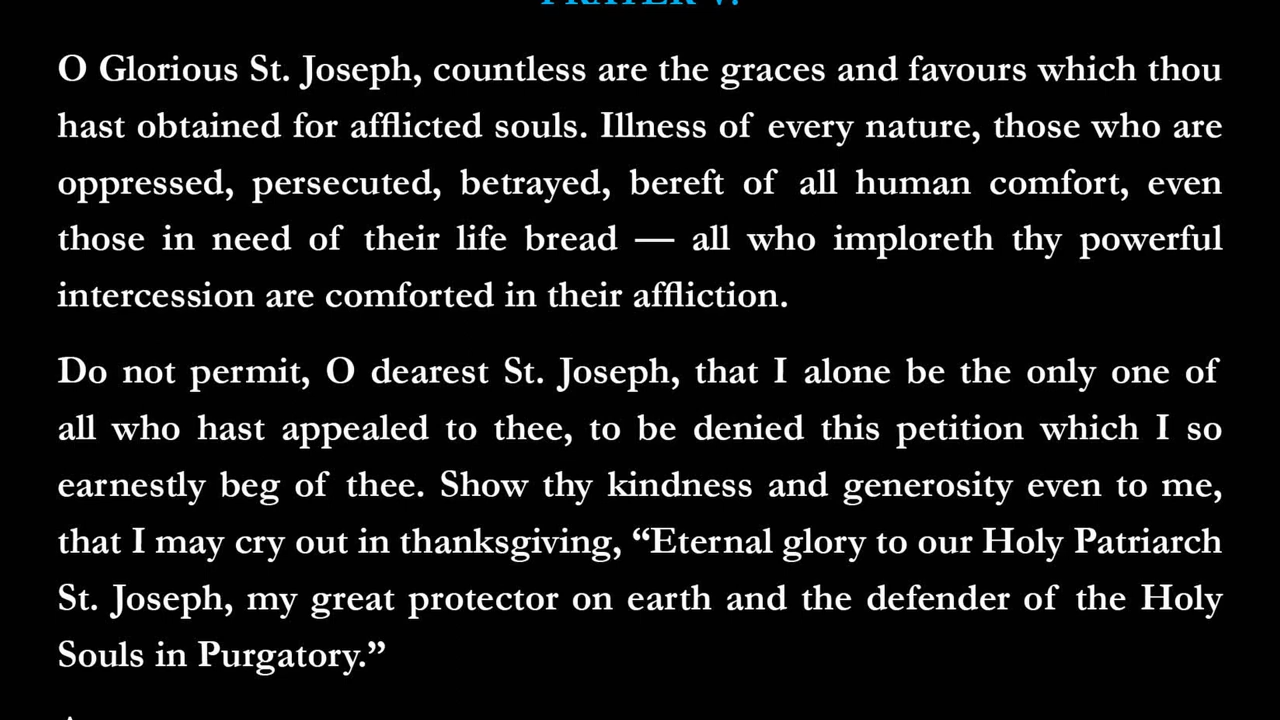 PRAYER V.
O Glorious St. Joseph, countless are the graces and favours which thou
hast obtained for afflicted souls. Illness of every nature, those who are
oppressed, persecuted, betrayed, bereft of all human comfort, even
those in need of their life bread — all who imploreth thy powerful
intercession are comforted in their affliction.
Do not permit, O dearest St. Joseph, that I alone be the only one of
all who hast appealed to thee, to be denied this petition which I so
earnestly beg of thee. Show thy kindness and generosity even to me,
that I may cry out in thanksgiving, “Eternal glory to our Holy Patriarch
St. Joseph, my great protector on earth and the defender of the Holy
Souls in Purgatory.”